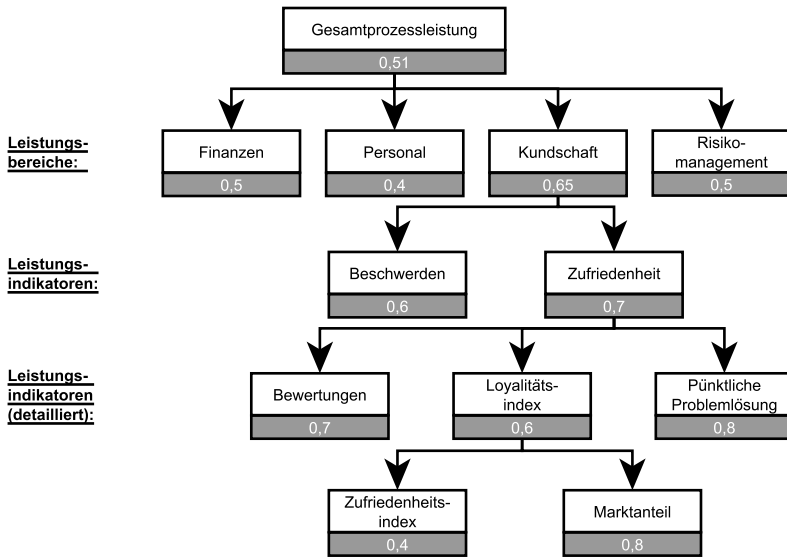 Gesamtprozessleistung
0,51
Leistungs-
bereiche:
Finanzen
0,5
Personal
0,4
Kundschaft
0,65
Risiko-
management
0,5
Leistungs-
indikatoren:
Beschwerden
0,6
Zufriedenheit
0,7
Leistungs-
indikatoren
(detailliert):
Bewertungen
0,7
Loyalitäts-
index
0,6
Pünktliche
Problemlösung
0,8
Zufriedenheits-
index
0,4
Marktanteil
0,8